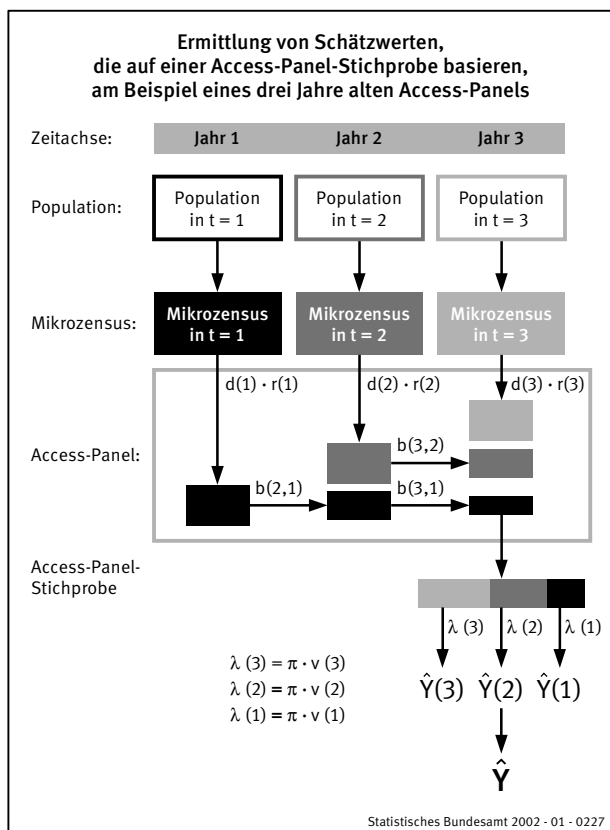 Ermittlung von Schätzwerten,
die auf einer Access-Panel-Stichprobe basieren,
am Beispiel eines drei Jahre alten Access-Panels
Zeitachse: Jahr 1 Jahr 2 Jahr 3
Population: Population in t = 1 Population in t = 2 Population in t = 3
Mikrozensus: Mikrozensus in t = 1 Mikrozensus in t = 2 Mikrozensus in t = 3
d(1) · r(1) d(2) · r(2) d(3) · r(3)
Access-Panel: b(3,2)
b(2,1) b(3,1)
Access-Panel-
Stichprobe
λ (3) λ (2) λ (1)
λ (3) = π · v (3)
λ (2) = π · v (2)
λ (1) = π · v (1)
Ŷ(3) Ŷ(2) Ŷ(1)
Ŷ
Statistisches Bundesamt 2002 - 01 - 0227